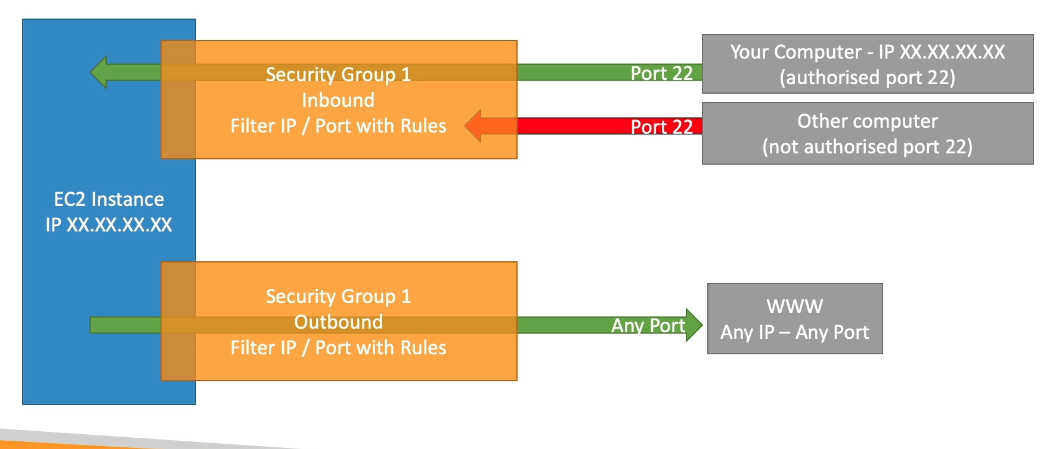 Your Computer - IP XX.XX.XX.XX
(authorised port 22)
Port 22
Security Group 1
Inbound
Filter IP / Port with Rules
Port 22
Other computer
(not authorised port 22)
EC2 Instance
IP XX.XX.XX.XX
Security Group 1
Outbound
Filter IP / Port with Rules
Any Port
WWW
Any IP – Any Port